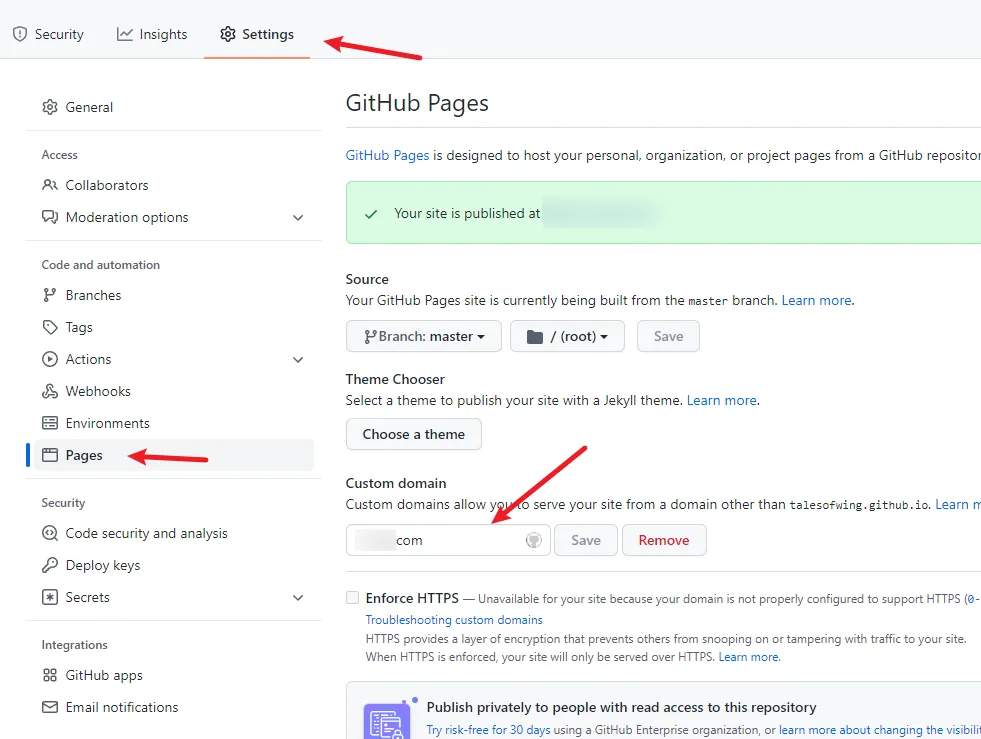 Security Insights Settings
General
Access
Collaborators
Moderation options
Code and automation
Branches
Tags
Actions
Webhooks
Environments
Pages
Security
Code security and analysis
Deploy keys
Secrets
Integrations
GitHub apps
Email notifications
GitHub Pages
GitHub Pages is designed to host your personal, organization, or project pages from a GitHub
Your site is published at
Source
Your GitHub Pages site is currently being built from the master branch. Learn more.
Branch: master / (root) Save
Theme Chooser
Select a theme to publish your site with a Jekyll theme. Learn more.
Choose a theme
Custom domain
Custom domains allow you to serve your site from a domain other than talesofwing.github.io. Learn
com Save Remove
Enforce HTTPS — Unavailable for your site because your domain is not properly configured to support HTTPS
Troubleshooting custom domains
HTTPS provides a layer of encryption that prevents others from snooping on or tampering with traffic to your site.
When HTTPS is enforced, your site will only be served over HTTPS. Learn more.
Publish privately to people with read access to this repository
Try risk-free for 30 days using a GitHub Enterprise organization, or learn more about changing the